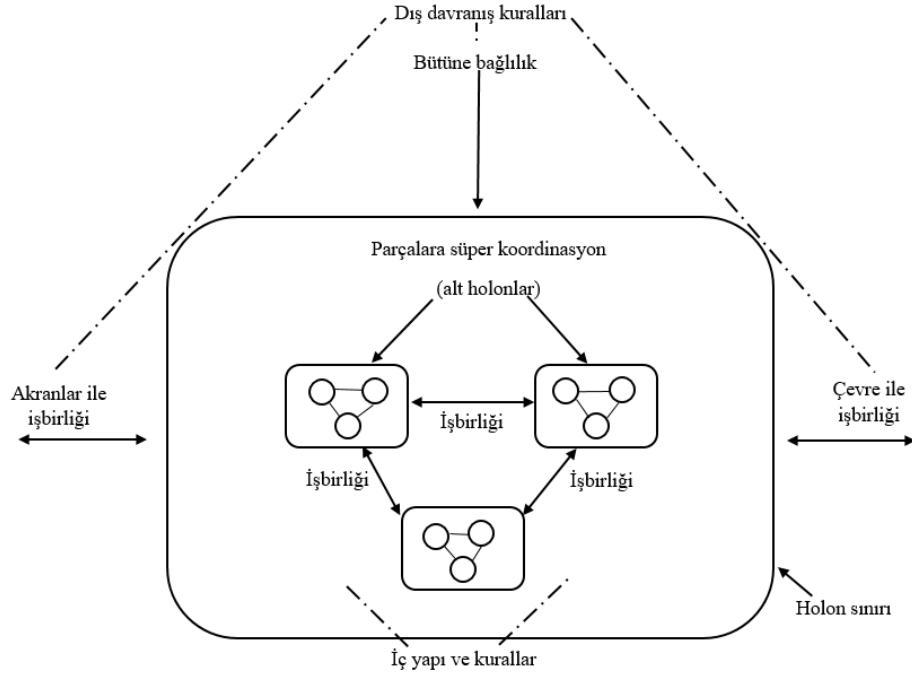 Dış davranış kuralları
Bütüne bağlılık
Parçalara süper koordinasyon
(alt holonlar)
Akranlar ile
işbirliği
Çevre ile
işbirliği
İşbirliği
İşbirliği
İşbirliği
Holon sınırı
İç yapı ve kurallar